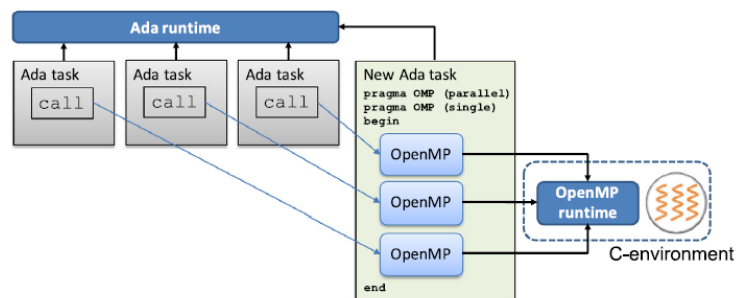 Ada runtime
Ada task
call
Ada task
call
Ada task
call
New Ada task
pragma OMP (parallel)
pragma OMP (single)
begin
OpenMP
OpenMP
OpenMP
end
OpenMP
runtime
C-environment